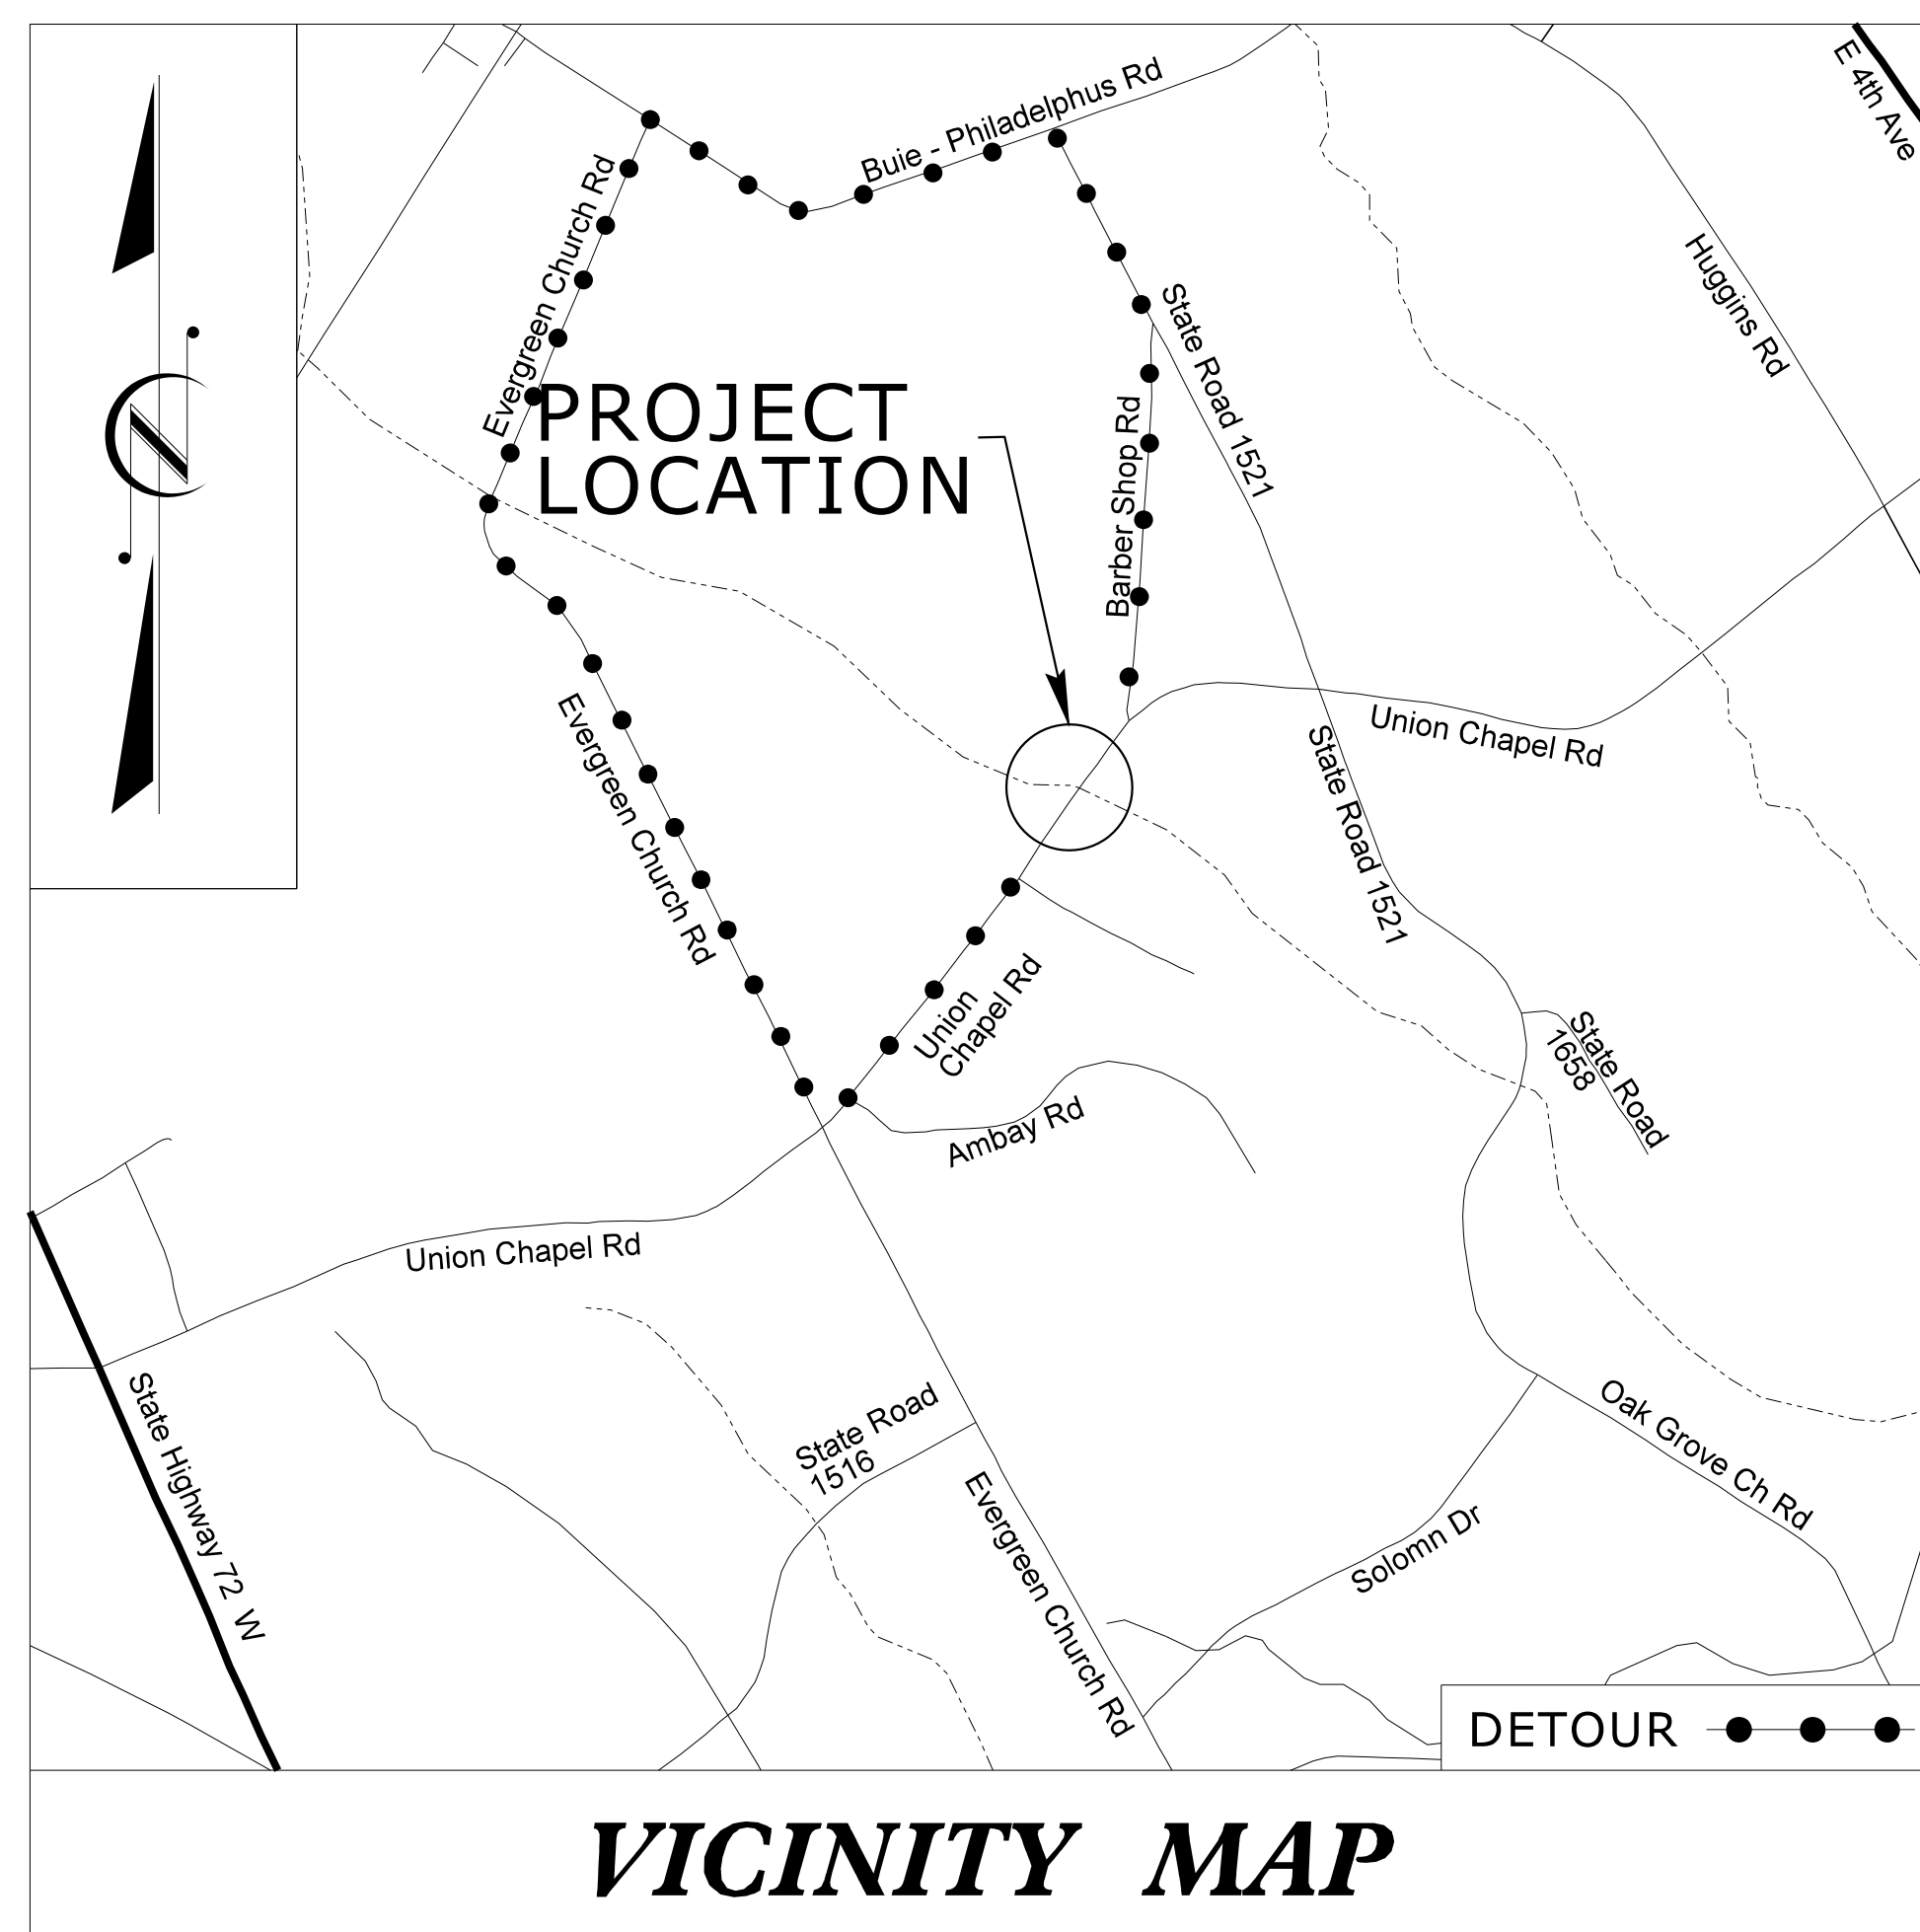 E 4th Ave
Buie - Philadelphus Rd
Evergreen Church Rd
Huggins Rd
State Road 1521
PROJECT
LOCATION
Barber Shop Rd
Union Chapel Rd
Evergreen Church Rd
State Road 1521
Union
Chapel Rd
State Road
1658
Ambay Rd
Union Chapel Rd
State Highway 72 W
State Road
1516
Oak Grove Ch Rd
Evergreen Church Rd
Solomn Dr
DETOUR
VICINITY MAP
N